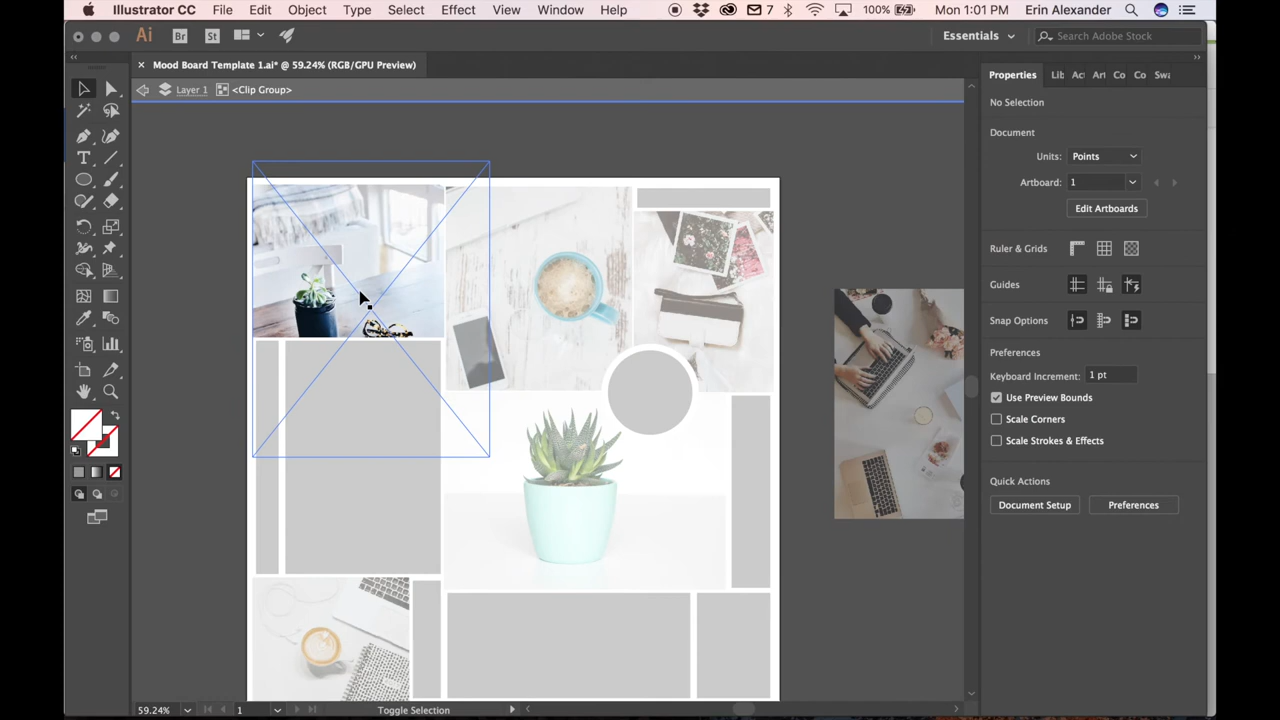 Illustrator CC File Edit Object Type Select Effect View Window Help 7 100% Mon 1:01 PM Erin Alexander
Ai Br St Essentials Search Adobe Stock
× Mood Board Template 1.ai* @ 59.24% (RGB/GPU Preview)
Layer 1 <Clip Group>
Properties Lib Act Art Co Co Swa
No Selection
Document
Units: Points
Artboard: 1
Edit Artboards
Ruler & Grids
Guides
Snap Options
Preferences
Keyboard Increment: 1 pt
Use Preview Bounds
Scale Corners
Scale Strokes & Effects
Quick Actions
Document Setup Preferences
59.24% 1 Toggle Selection